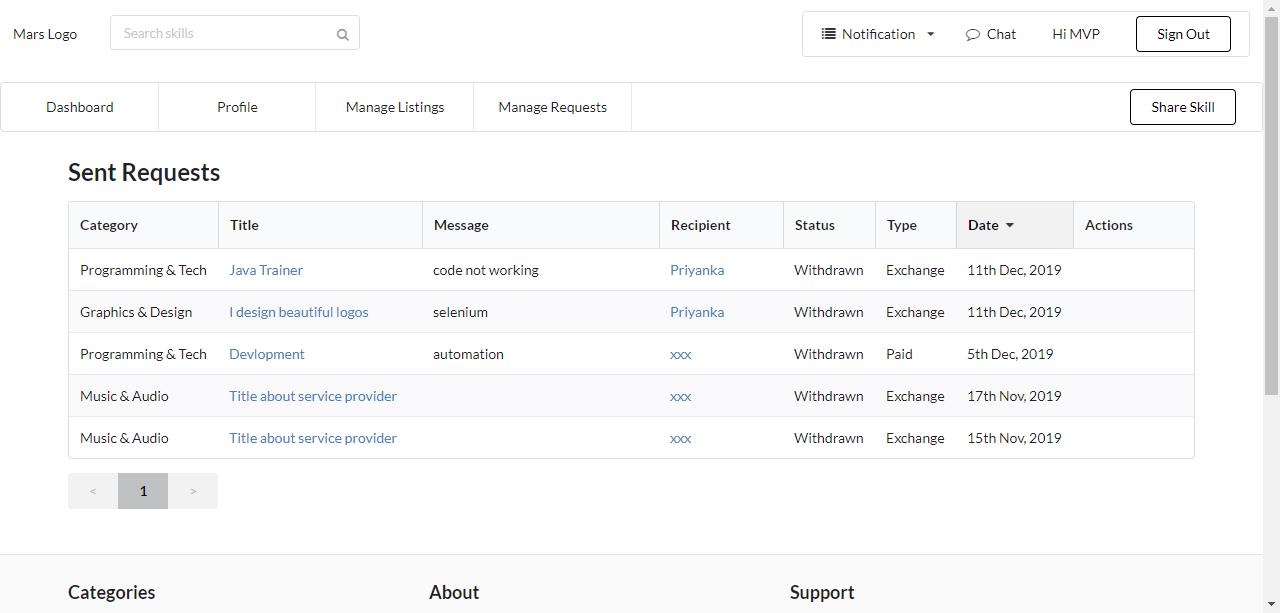 Mars Logo Search skills Notification Chat Hi MVP Sign Out
Dashboard Profile Manage Listings Manage Requests Share Skill
Sent Requests
Category Title Message Recipient Status Type Date Actions
Programming & Tech Java Trainer code not working Priyanka Withdrawn Exchange 11th Dec, 2019
Graphics & Design I design beautiful logos selenium Priyanka Withdrawn Exchange 11th Dec, 2019
Programming & Tech Devlopment automation xxx Withdrawn Paid 5th Dec, 2019
Music & Audio Title about service provider xxx Withdrawn Exchange 17th Nov, 2019
Music & Audio Title about service provider xxx Withdrawn Exchange 15th Nov, 2019
< 1 >
Categories About Support